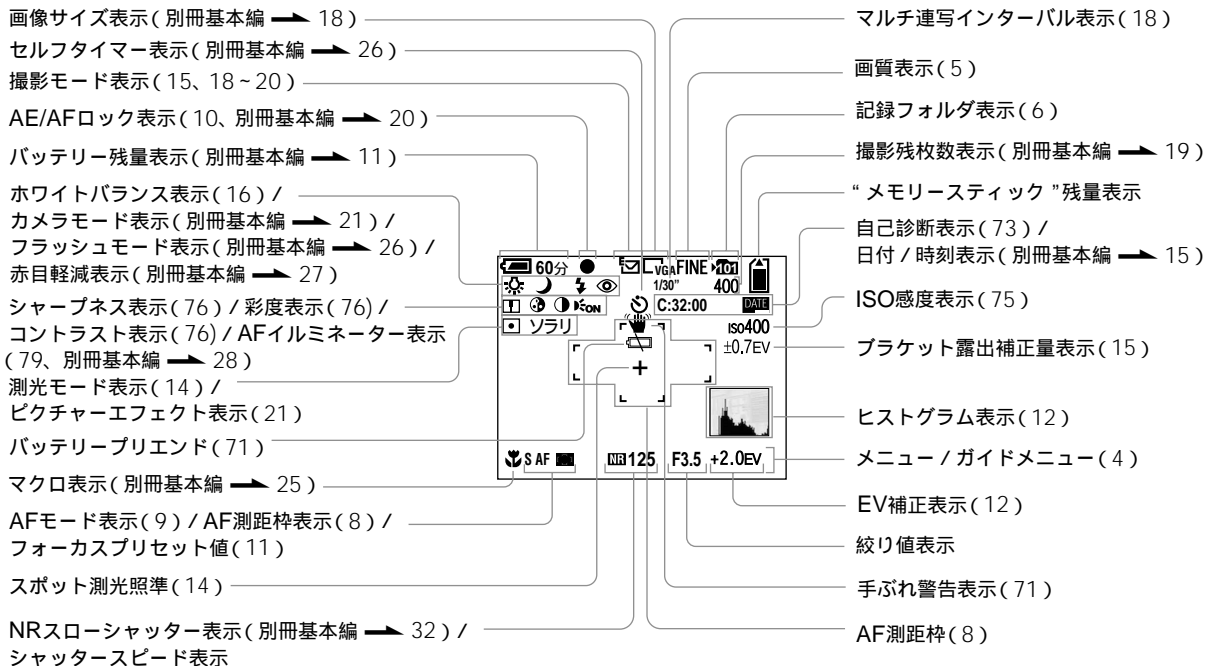 画像サイズ表示(別冊基本編 → 18)
セルフタイマー表示(別冊基本編 → 26)
撮影モード表示(15、18~20)
AE/AFロック表示(10、別冊基本編 → 20)
バッテリー残量表示(別冊基本編 → 11)
ホワイトバランス表示(16)/
カメラモード表示(別冊基本編 → 21)/
フラッシュモード表示(別冊基本編 → 26)/
赤目軽減表示(別冊基本編 → 27)
シャープネス表示(76)/彩度表示(76)/
コントラスト表示(76)/AFイルミネーター表示
(79、別冊基本編 → 28)
測光モード表示(14)/
ピクチャーエフェクト表示(21)
バッテリープリエンド(71)
マクロ表示(別冊基本編 → 25)
AFモード表示(9)/AF測距枠表示(8)/
フォーカスプリセット値(11)
スポット測光照準(14)
NRスローシャッター表示(別冊基本編 → 32)/
シャッタースピード表示
60分
VGA FINE 101
1/30" 400
ON C:32:00 DATE
ソラリ ISO400
±0.7EV
S AF NR 125 F3.5 +2.0EV
マルチ連写インターバル表示(18)
画質表示(5)
記録フォルダ表示(6)
撮影残枚数表示(別冊基本編 → 19)
“メモリースティック”残量表示
自己診断表示(73)/
日付/時刻表示(別冊基本編 → 15)
ISO感度表示(75)
ブラケット露出補正量表示(15)
ヒストグラム表示(12)
メニュー/ガイドメニュー(4)
EV補正表示(12)
絞り値表示
手ぶれ警告表示(71)
AF測距枠(8)